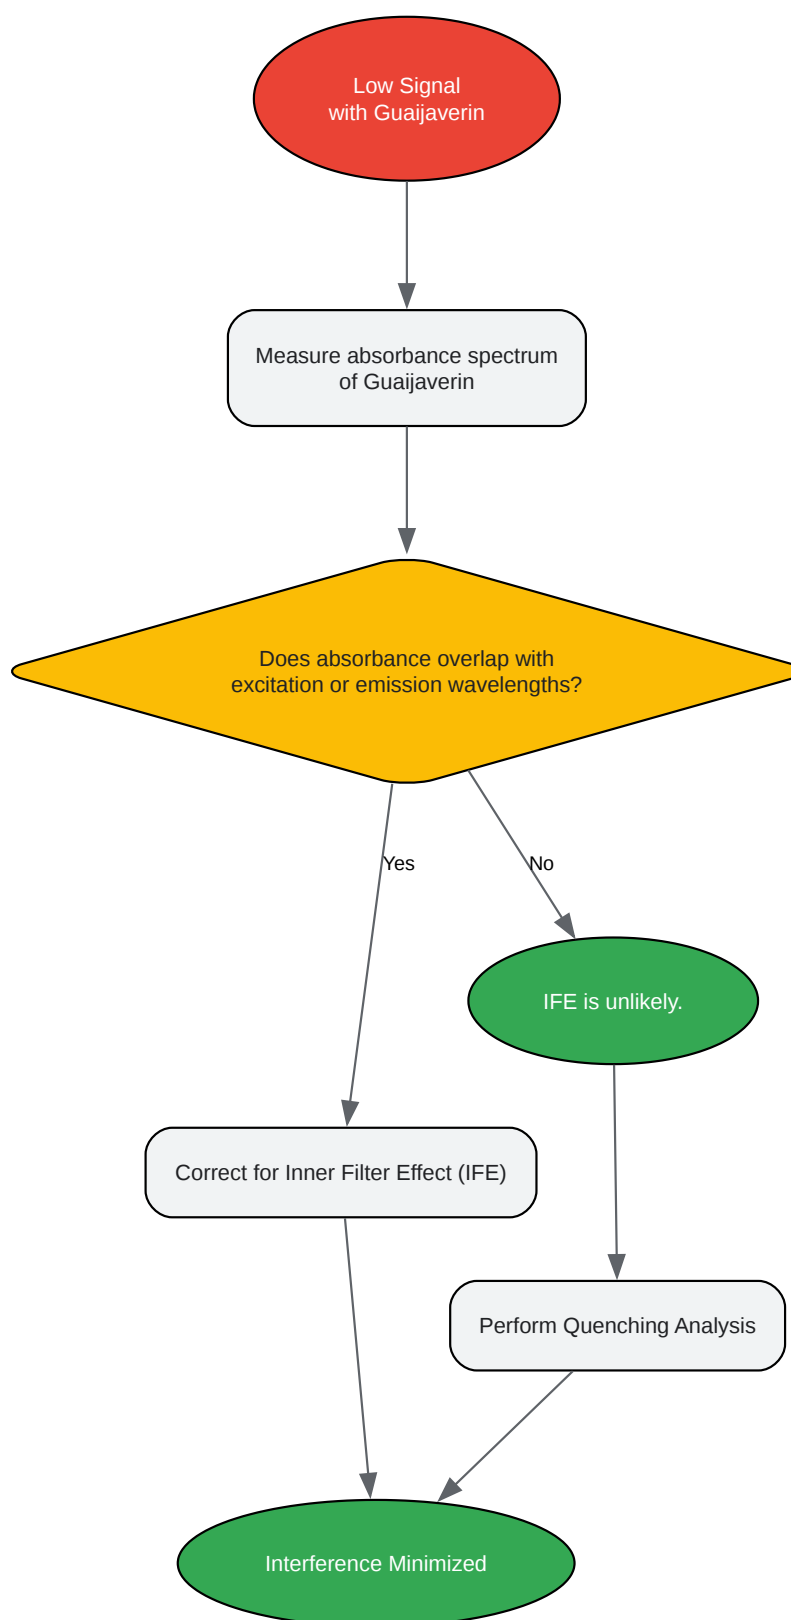 Low Signal
with Guaijaverin
Measure absorbance spectrum
of Guaijaverin
Does absorbance overlap with
excitation or emission wavelengths?
Yes
No
IFE is unlikely.
Correct for Inner Filter Effect (IFE)
Perform Quenching Analysis
Interference Minimized